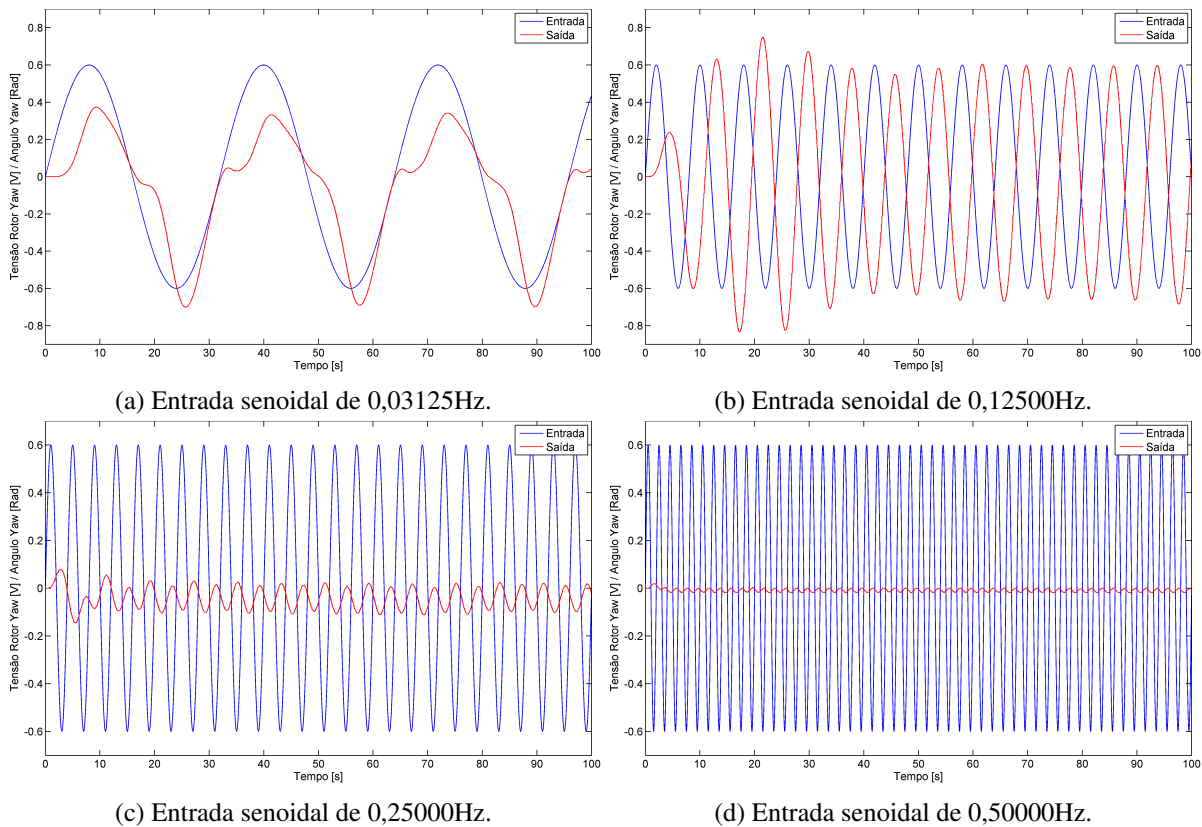 0.8
0.6
0.4
0.2
0
-0.2
-0.4
-0.6
-0.8
Tensão Rotor Yaw [V] / Angulo Yaw [Rad]
Entrada
Saída
0 10 20 30 40 50 60 70 80 90 100
Tempo [s]
(a) Entrada senoidal de 0,03125Hz.
0.8
0.6
0.4
0.2
0
-0.2
-0.4
-0.6
-0.8
Tensão Rotor Yaw [V] / Angulo Yaw [Rad]
Entrada
Saída
0 10 20 30 40 50 60 70 80 90 100
Tempo [s]
(b) Entrada senoidal de 0,12500Hz.
0.6
0.4
0.2
0
-0.2
-0.4
-0.6
Tensão Rotor Yaw [V] / Angulo Yaw [Rad]
Entrada
Saída
0 10 20 30 40 50 60 70 80 90 100
Tempo [s]
(c) Entrada senoidal de 0,25000Hz.
0.6
0.4
0.2
0
-0.2
-0.4
-0.6
Tensão Rotor Yaw [V] / Angulo Yaw [Rad]
Entrada
Saída
0 10 20 30 40 50 60 70 80 90 100
Tempo [s]
(d) Entrada senoidal de 0,50000Hz.